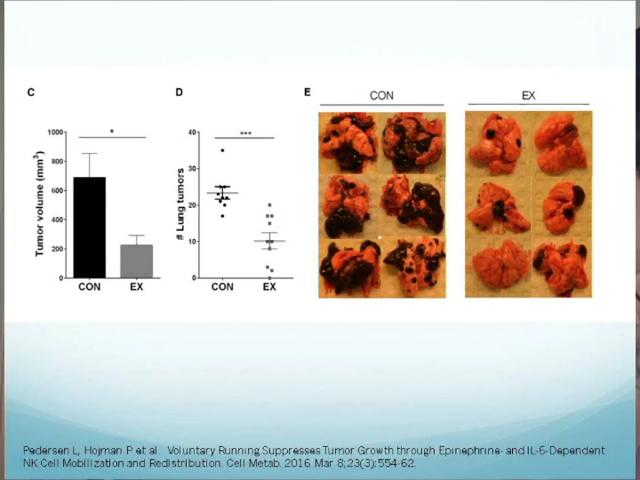 C
Tumor volume (mm³)
1000
800
600
400
200
0
*
CON
EX
D
# Lung tumors
40
30
20
10
0
***
CON
EX
E
CON
EX
Pedersen L, Hojman P et al. Voluntary Running Suppresses Tumor Growth through Epinephrine- and IL-6-Dependent
NK Cell Mobilization and Redistribution. Cell Metab. 2016 Mar 8;23(3):554-62.